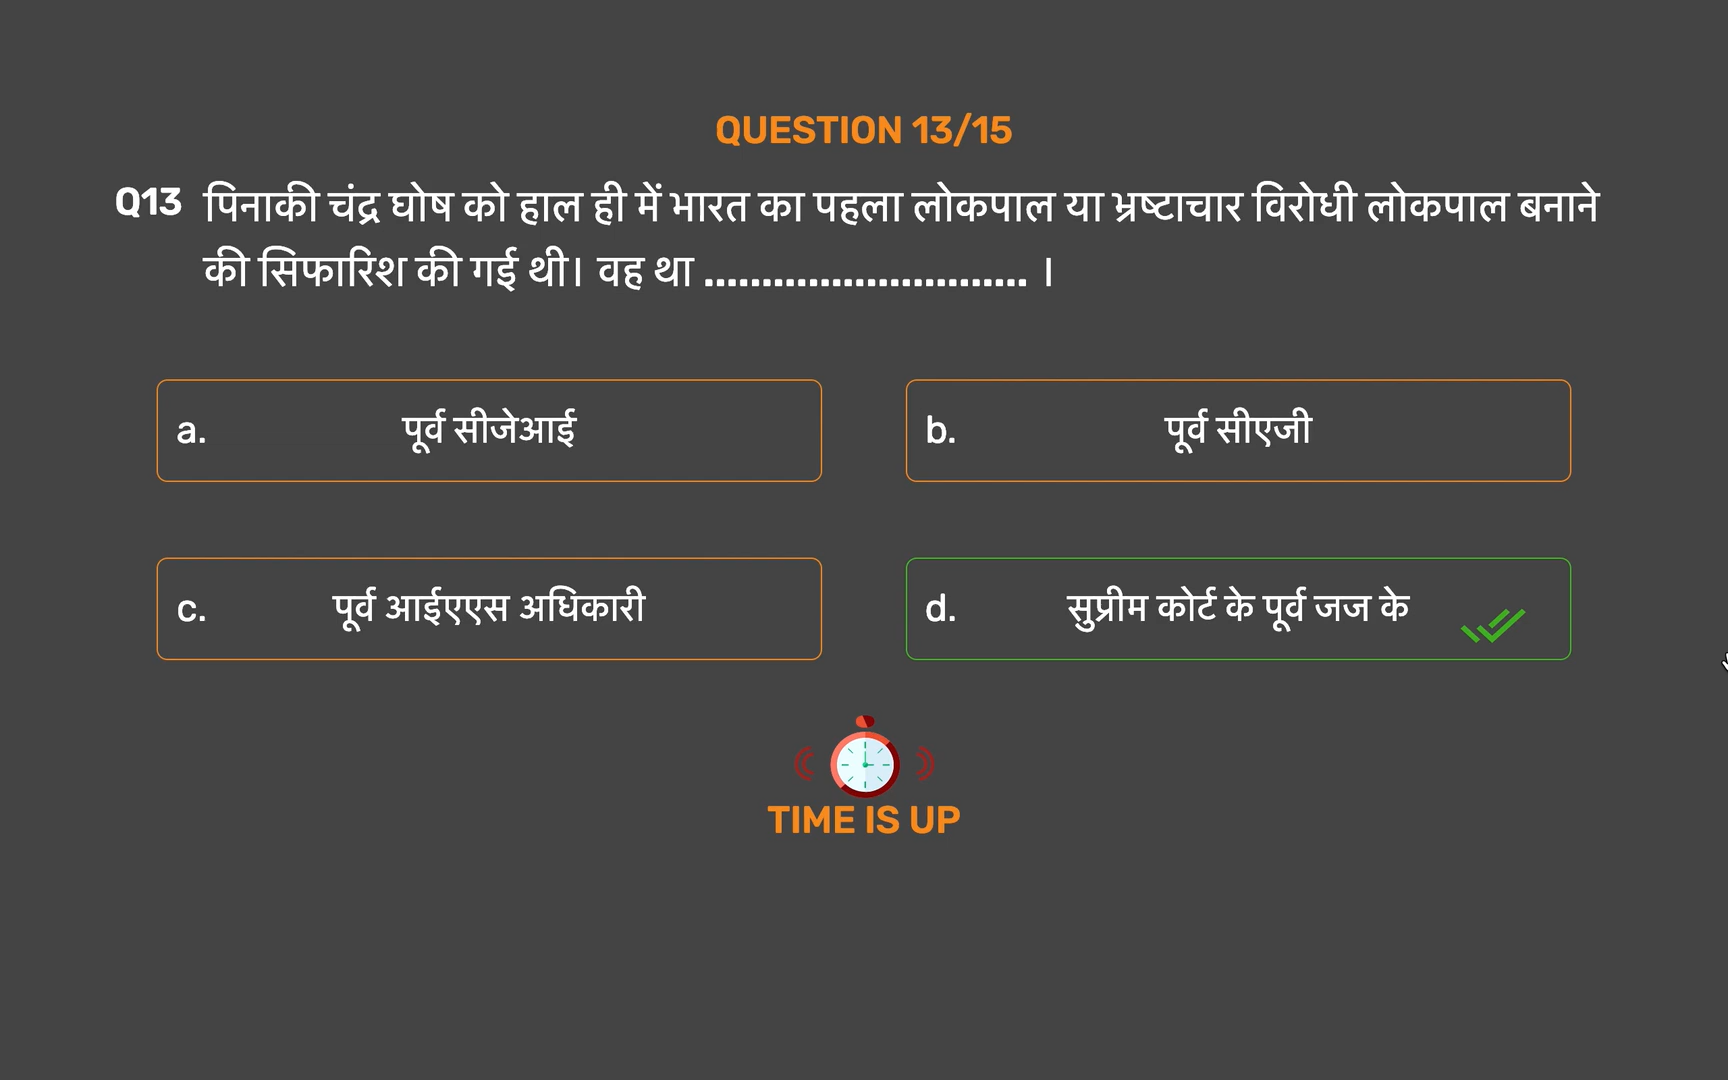 QUESTION 13/15
Q13 पिनाकी चंद्र घोष को हाल ही में भारत का पहला लोकपाल या भ्रष्टाचार विरोधी लोकपाल बनाने
की सिफारिश की गई थी। वह था ........................... ।
a. पूर्व सीजेआई
b. पूर्व सीएजी
c. पूर्व आईएएस अधिकारी
d. सुप्रीम कोर्ट के पूर्व जज के
TIME IS UP